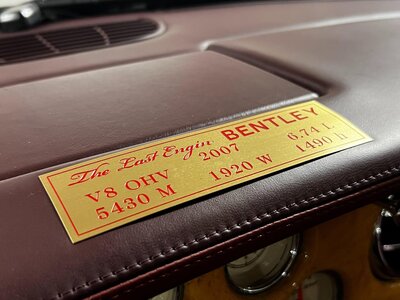 The Last Engin BENTLEY
V8 OHV 2007 6.74 L
5430 M 1920 W 1490 h